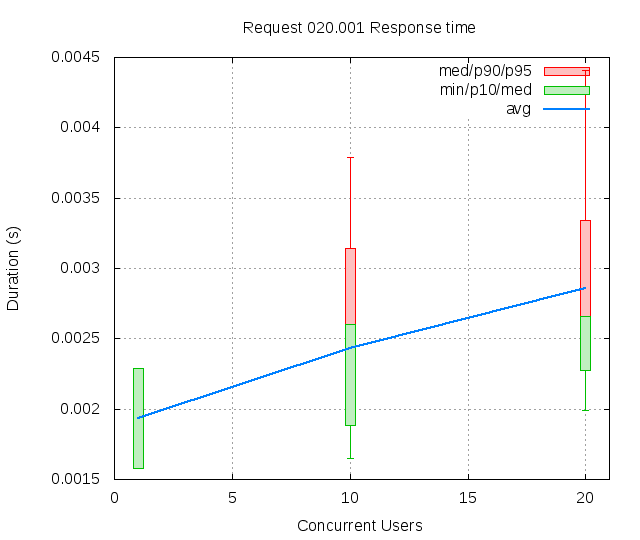 Request 020.001 Response time
med/p90/p95
min/p10/med
avg
0.0045
0.004
0.0035
0.003
0.0025
0.002
0.0015
Duration (s)
0 5 10 15 20
Concurrent Users